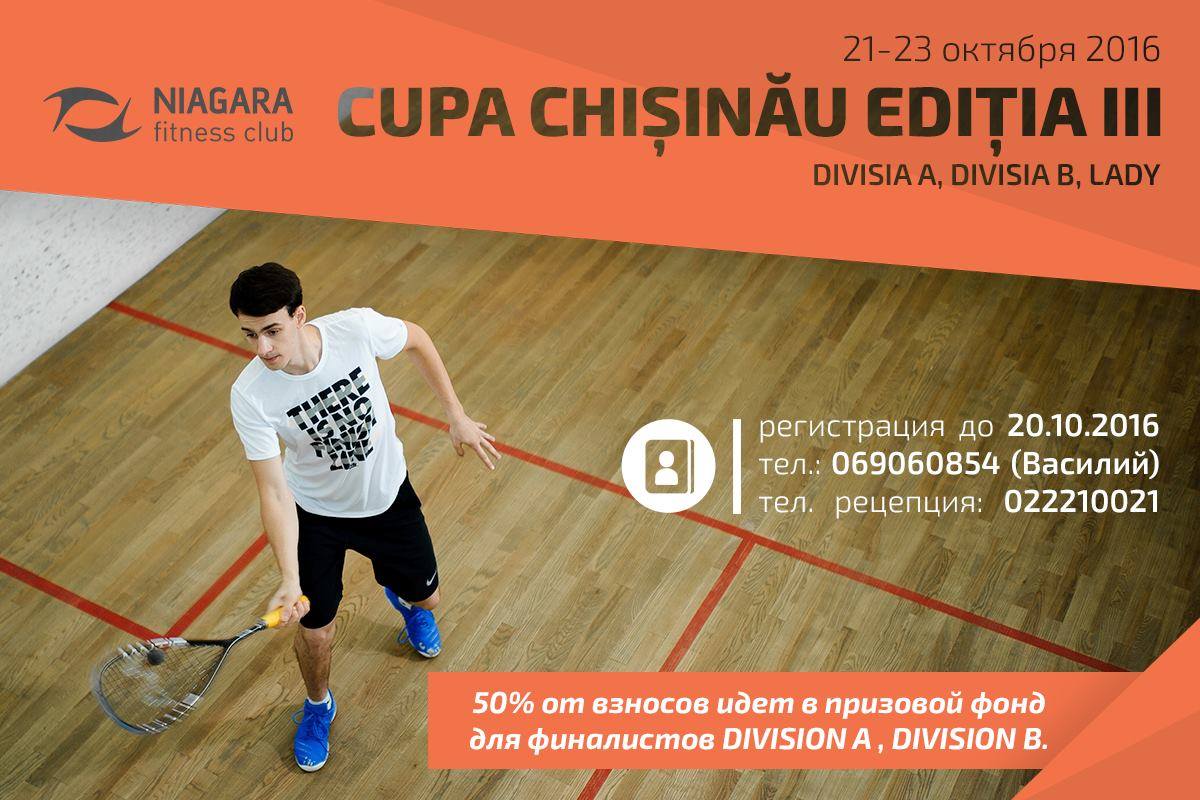 21-23 октября 2016
NIAGARA
fitness club
CUPA CHIȘINĂU EDIȚIA III
DIVISIA A, DIVISIA B, LADY
THERE
IS NO
регистрация до 20.10.2016
тел.: 069060854 (Василий)
тел. рецепция: 022210021
50% от взносов идет в призовой фонд
для финалистов DIVISION A , DIVISION B.